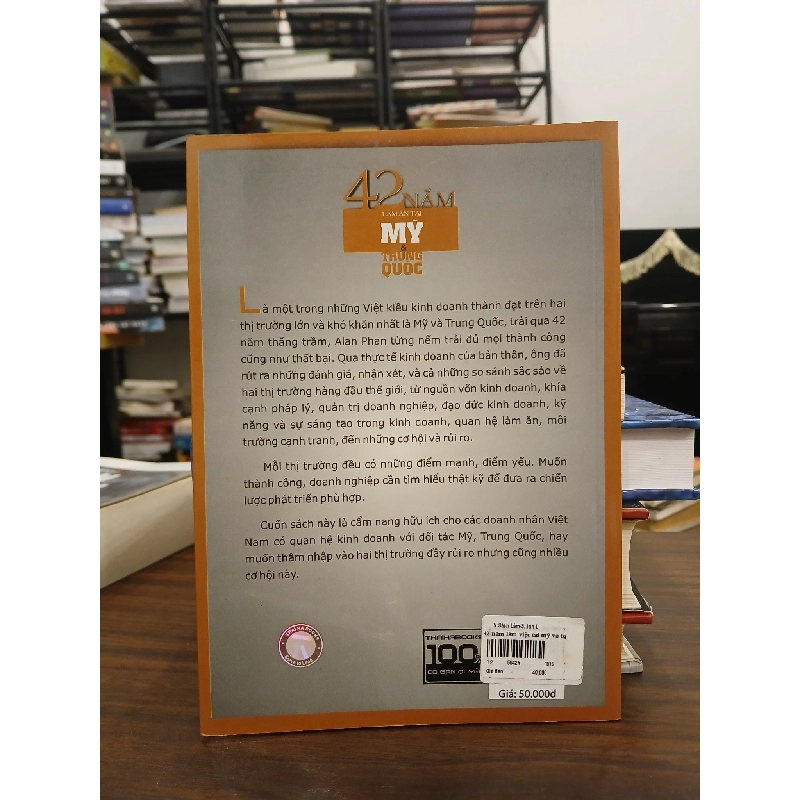 42 NĂM
LÀM ĂN TẠI
MỸ
&
TRUNG
QUỐC
Là một trong những Việt kiều kinh doanh thành đạt trên hai
thị trường lớn và khó khăn nhất là Mỹ và Trung Quốc, trải qua 42
năm thăng trầm, Alan Phan từng nếm trải đủ mọi thành công
cũng như thất bại. Qua thực tế kinh doanh của bản thân, ông đã
rút ra những đánh giá, nhận xét, và cả những so sánh sắc sảo về
hai thị trường hàng đầu thế giới, từ nguồn vốn kinh doanh, khía
cạnh pháp lý, quản trị doanh nghiệp, đạo đức kinh doanh, kỹ
năng và sự sáng tạo trong kinh doanh, quan hệ làm ăn, môi
trường cạnh tranh, đến những cơ hội và rủi ro.
Mỗi thị trường đều có những điểm mạnh, điểm yếu. Muốn
thành công, doanh nghiệp cần tìm hiểu thật kỹ để đưa ra chiến
lược phát triển phù hợp.
Cuốn sách này là cẩm nang hữu ích cho các doanh nhân Việt
Nam có quan hệ kinh doanh với đối tác Mỹ, Trung Quốc, hay
muốn thâm nhập vào hai thị trường đầy rủi ro nhưng cũng nhiều
cơ hội này.
THAIHABOOKS
100
CÓ BẢN QUYỀN
Giá: 50.000đ